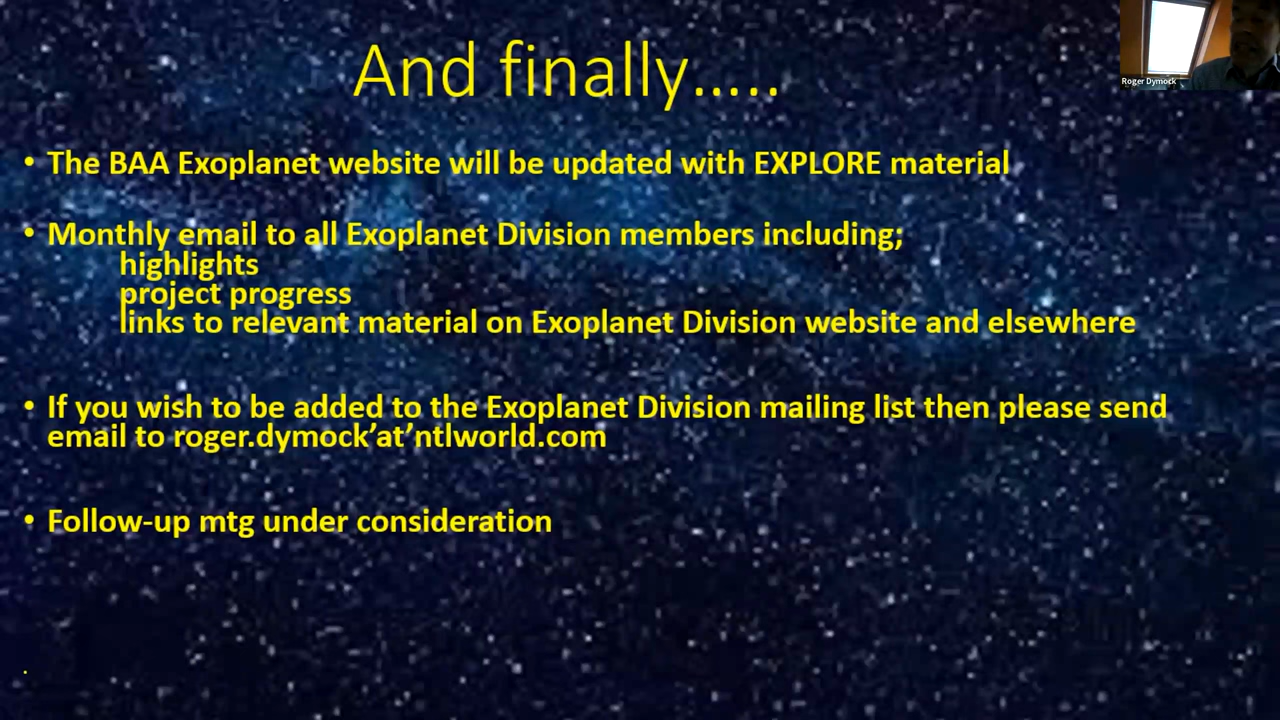 And finally.....
Roger Dymock
• The BAA Exoplanet website will be updated with EXPLORE material
• Monthly email to all Exoplanet Division members including;
highlights
project progress
links to relevant material on Exoplanet Division website and elsewhere
• If you wish to be added to the Exoplanet Division mailing list then please send
email to roger.dymock’at’ntlworld.com
• Follow-up mtg under consideration
.